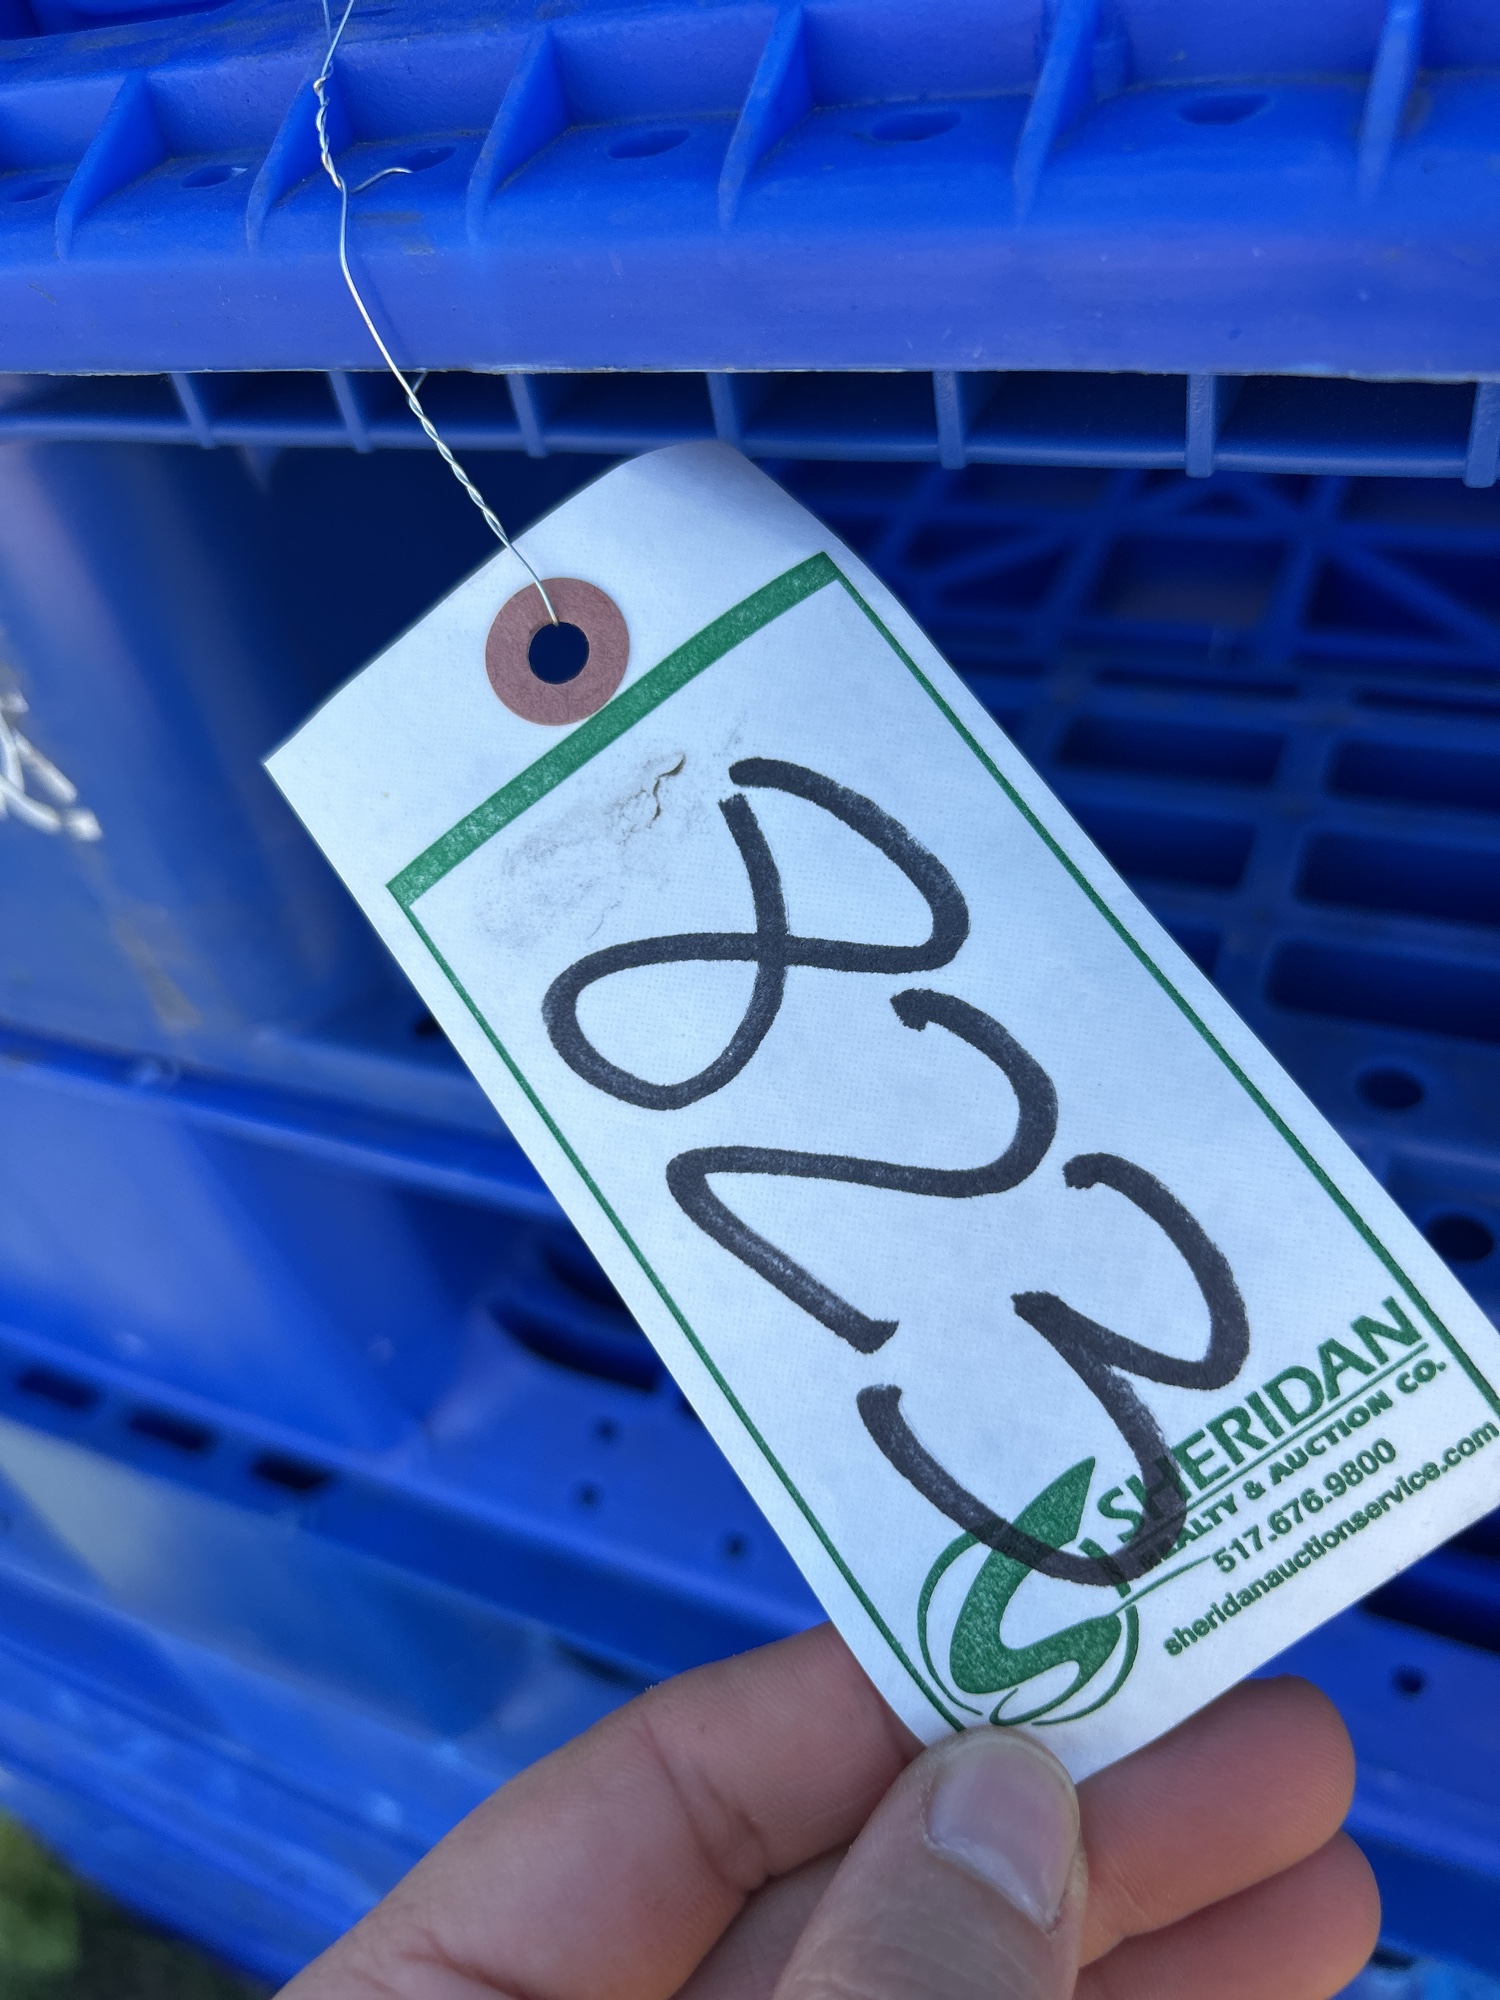 823
SHERIDAN
REALTY & AUCTION CO.
517.676.9800
sheridanauctionservice.com